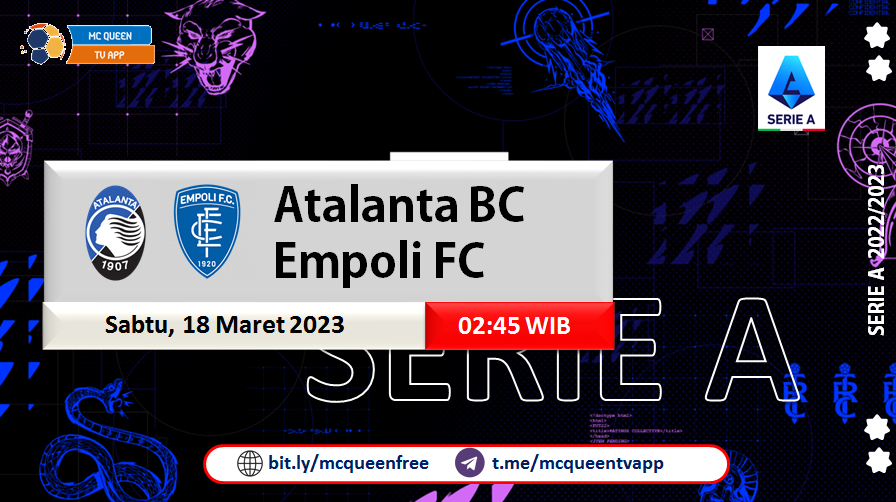 MC QUEEN
TV APP
SERIE A
ATALANTA
1907
EMPOLI F.C.
1920
Atalanta BC
Empoli FC
Sabtu, 18 Maret 2023
02:45 WIB
SERIE A 2022/2023
SERIE A
bit.ly/mcqueenfree
t.me/mcqueentvapp